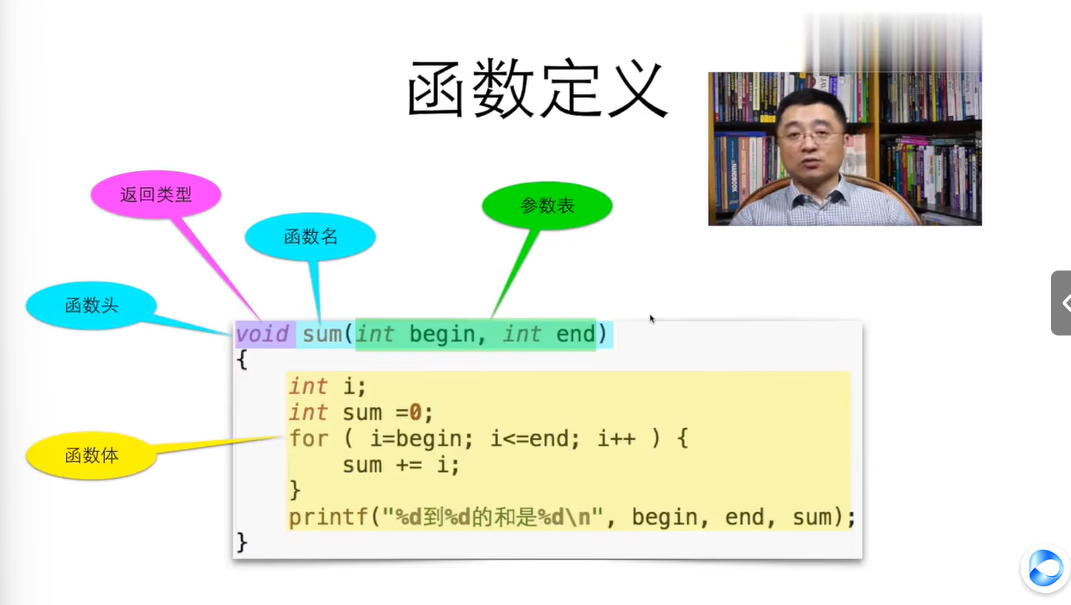 函数定义
返回类型
函数名
参数表
函数头
函数体
void sum(int begin, int end)
{
int i;
int sum =0;
for ( i=begin; i<=end; i++ ) {
sum += i;
}
printf("%d到%d的和是%d\n", begin, end, sum);
}